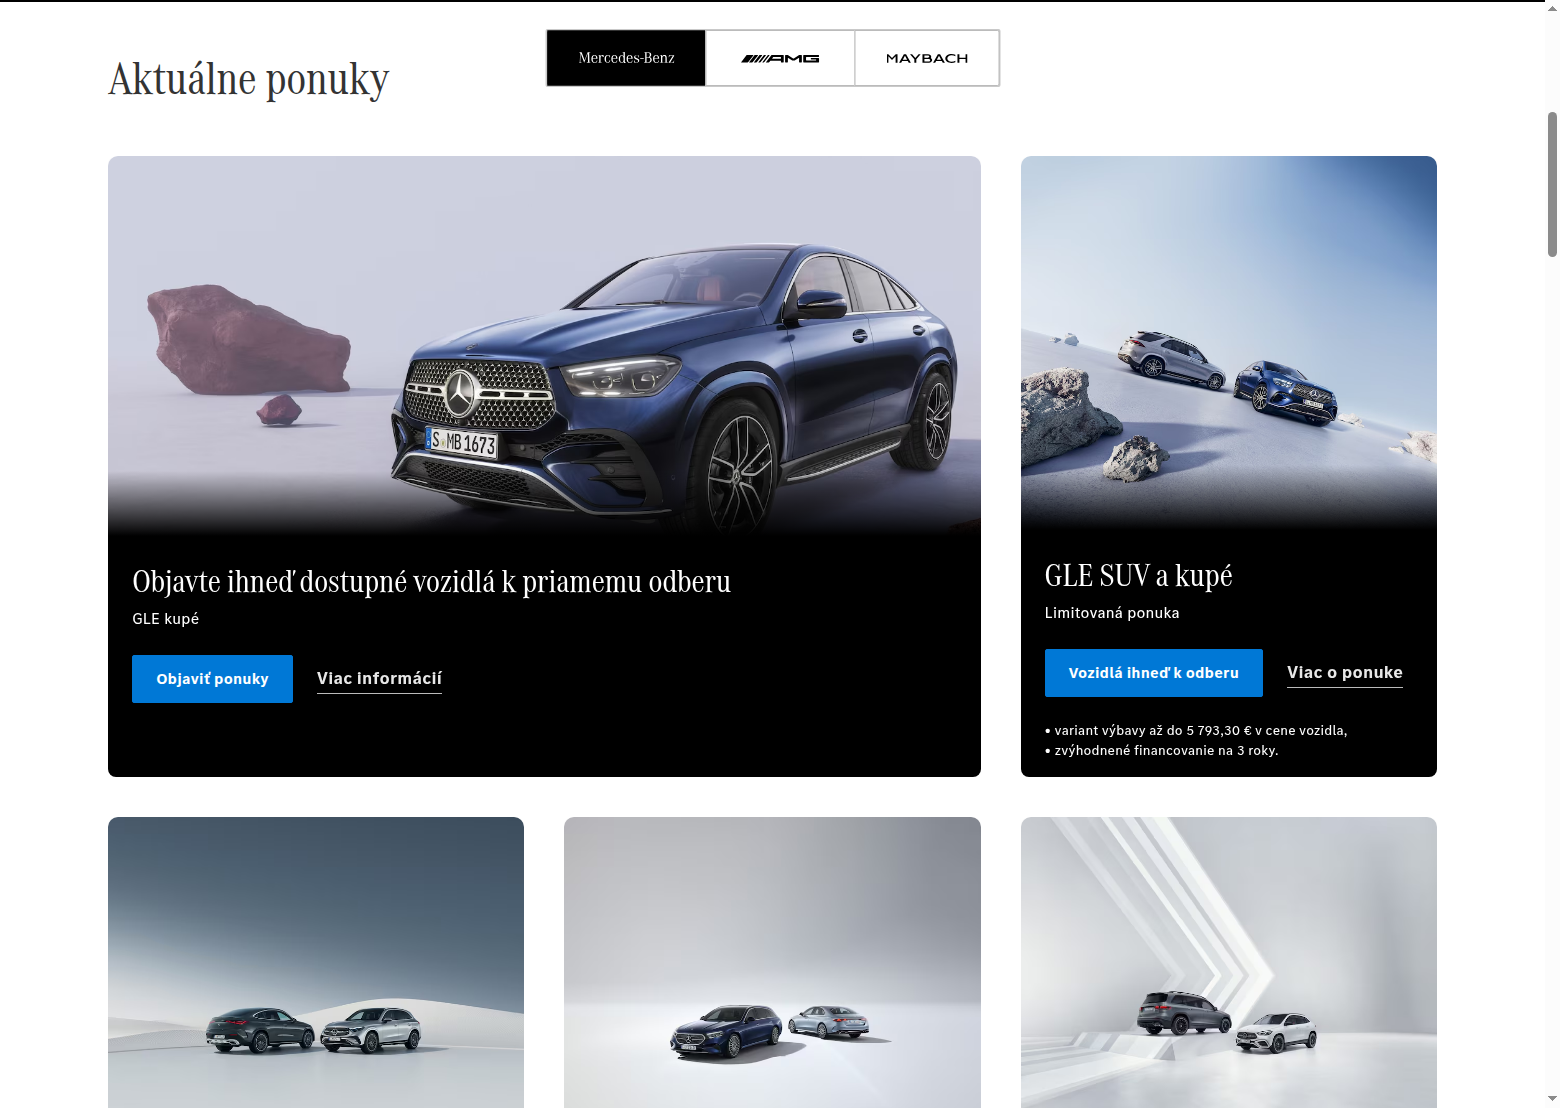 Aktuálne ponuky
Mercedes-Benz
AMG
MAYBACH
S MB 1673
Objavte ihneď dostupné vozidlá k priamemu odberu
GLE kupé
Objaviť ponuky
Viac informácií
GLE SUV a kupé
Limitovaná ponuka
Vozidlá ihneď k odberu
Viac o ponuke
• variant výbavy až do 5 793,30 € v cene vozidla,
• zvýhodnené financovanie na 3 roky.